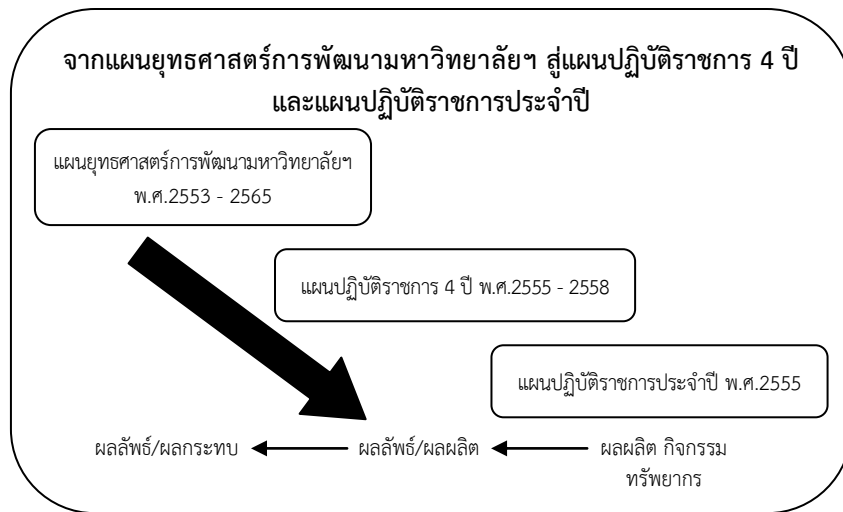 จากแผนยุทธศาสตร์การพัฒนามหาวิทยาลัยฯ สู่แผนปฏิบัติราชการ 4 ปี
และแผนปฏิบัติราชการประจำปี
แผนยุทธศาสตร์การพัฒนามหาวิทยาลัยฯ
พ.ศ.2553 - 2565
แผนปฏิบัติราชการ 4 ปี พ.ศ.2555 - 2558
แผนปฏิบัติราชการประจำปี พ.ศ.2555
ผลลัพธ์/ผลกระทบ ผลลัพธ์/ผลผลิต ผลผลิต กิจกรรม
ทรัพยากร